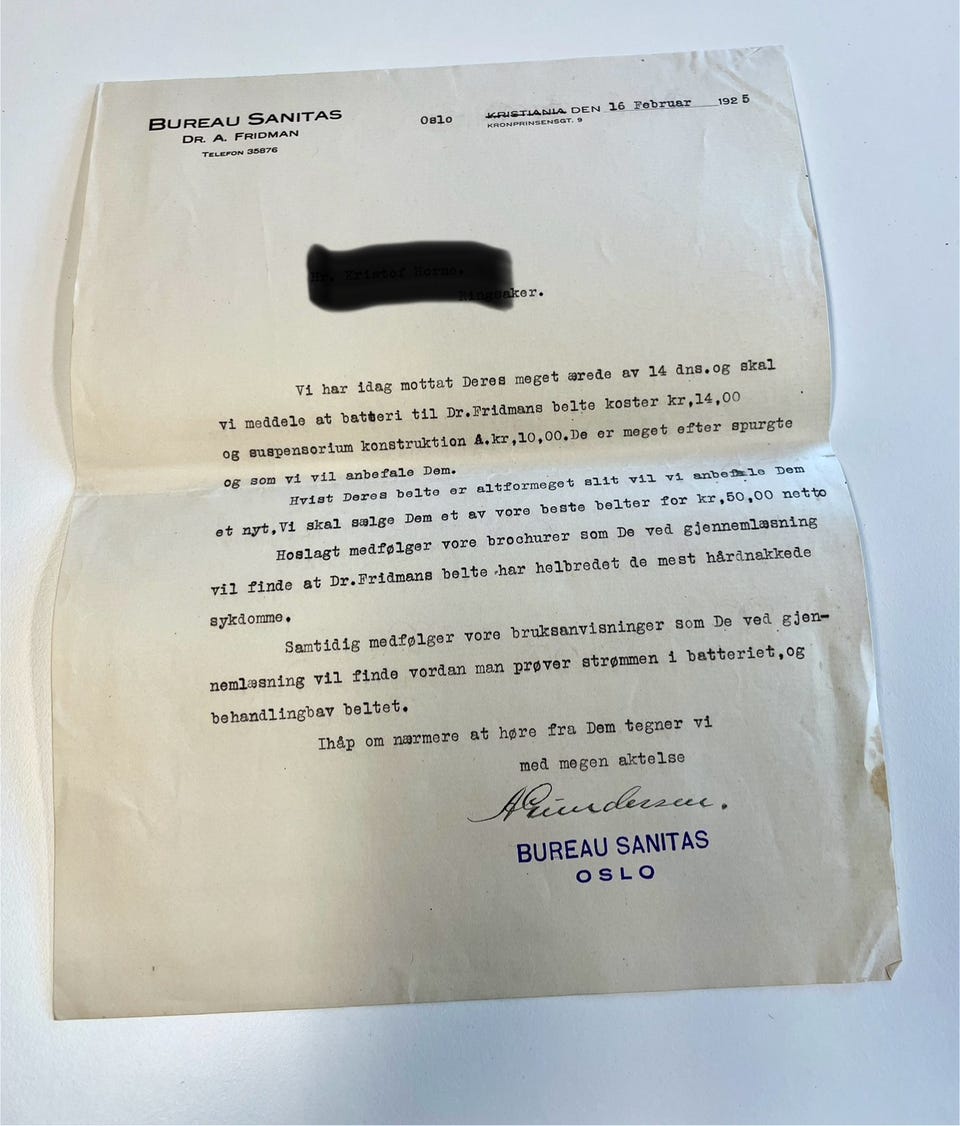 BUREAU SANITAS
DR. A. FRIDMAN
TELEFON 35876
Oslo KRISTIANIA DEN 16 Februar 1925
KRONPRINSENSGT. 9
Ringsaker.
Vi har idag mottat Deres meget ærede av 14 dns.og skal
vi meddele at batteri til Dr.Fridmans belte koster kr,14,00
og suspensorium konstruktion A.kr,10,00.De er meget efter spurgte
og som vi vil anbefale Dem.
Hvist Deres belte er altformeget slit vil vi anbefale Dem
et nyt,Vi skal sælge Dem et av vore beste belter for kr,50,00 netto
Hoslagt medfølger vore brochurer som De ved gjennemlæsning
vil finde at Dr.Fridmans belte har helbredet de mest hårdnakkede
sykdomme.
Samtidig medfølger vore bruksanvisninger som De ved gjen-
nemlæsning vil finde vordan man prøver strømmen i batteriet,og
behandlingbav beltet.
Ihåp om nærmere at høre fra Dem tegner vi
med megen aktelse
AGundersen.
BUREAU SANITAS
OSLO